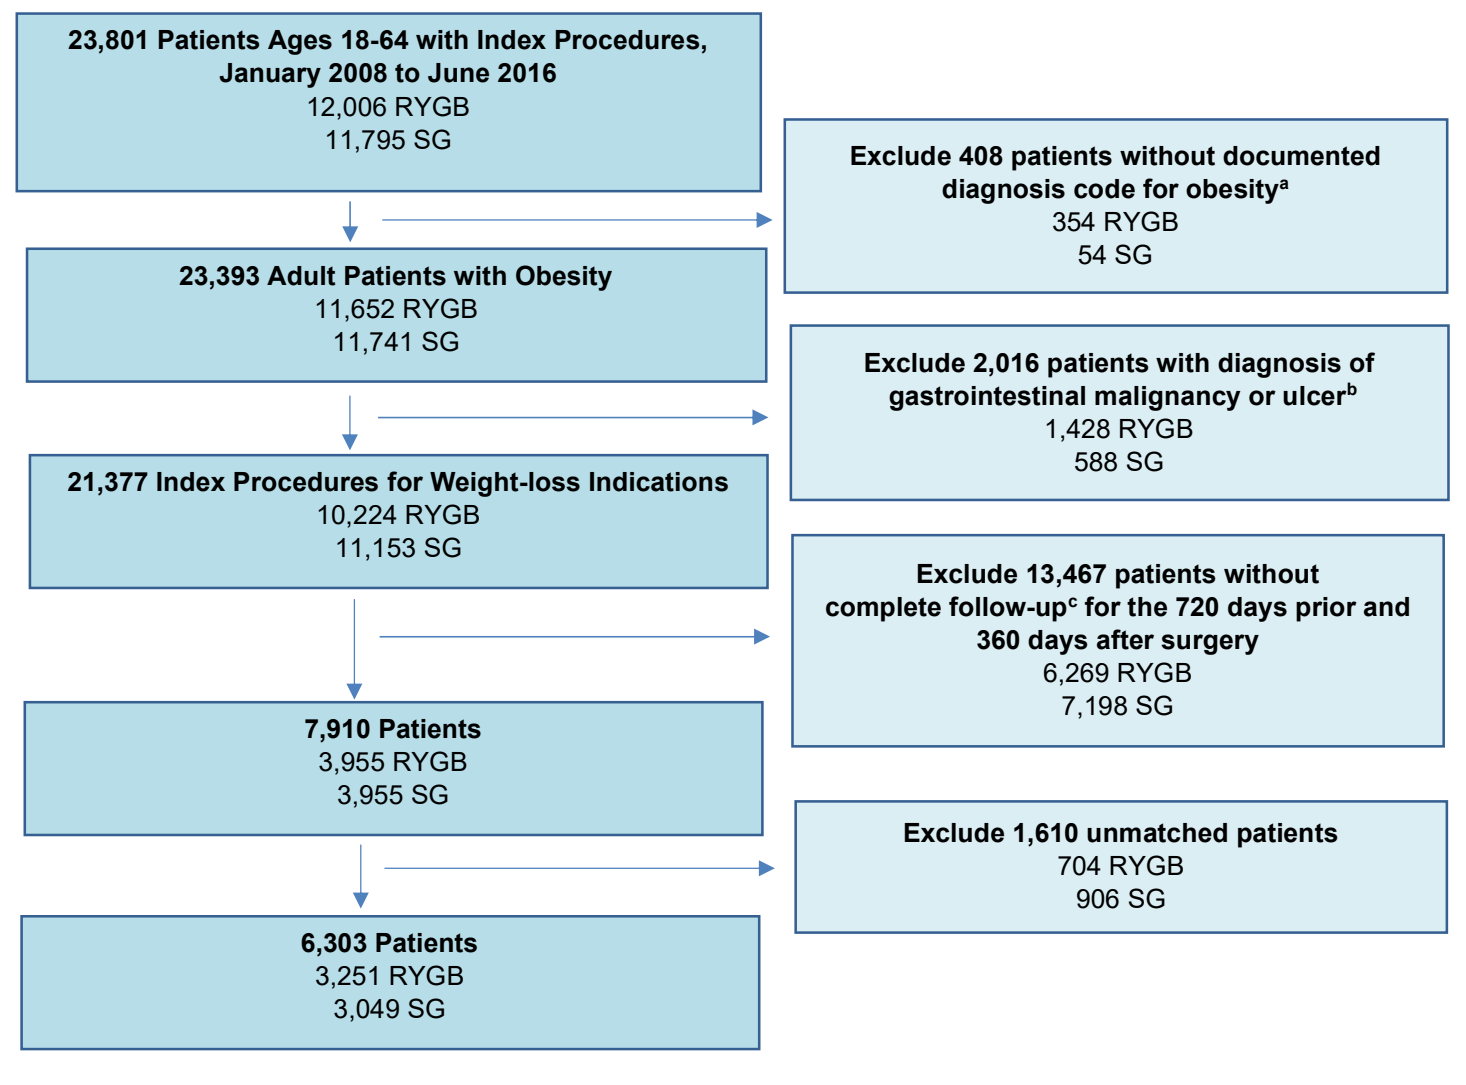 23,801 Patients Ages 18-64 with Index Procedures,
January 2008 to June 2016
12,006 RYGB
11,795 SG
Exclude 408 patients without documented
diagnosis code for obesityᵃ
354 RYGB
54 SG
23,393 Adult Patients with Obesity
11,652 RYGB
11,741 SG
Exclude 2,016 patients with diagnosis of
gastrointestinal malignancy or ulcerᵇ
1,428 RYGB
588 SG
21,377 Index Procedures for Weight-loss Indications
10,224 RYGB
11,153 SG
Exclude 13,467 patients without
complete follow-upᶜ for the 720 days prior and
360 days after surgery
6,269 RYGB
7,198 SG
7,910 Patients
3,955 RYGB
3,955 SG
Exclude 1,610 unmatched patients
704 RYGB
906 SG
6,303 Patients
3,251 RYGB
3,049 SG